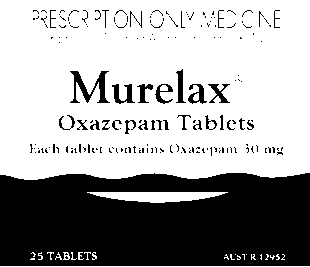 PRESCRIPTION ONLY MEDICINE
Murelax®
Oxazepam Tablets
Each tablet contains Oxazepam 30 mg
25 TABLETS
AUST R 12952